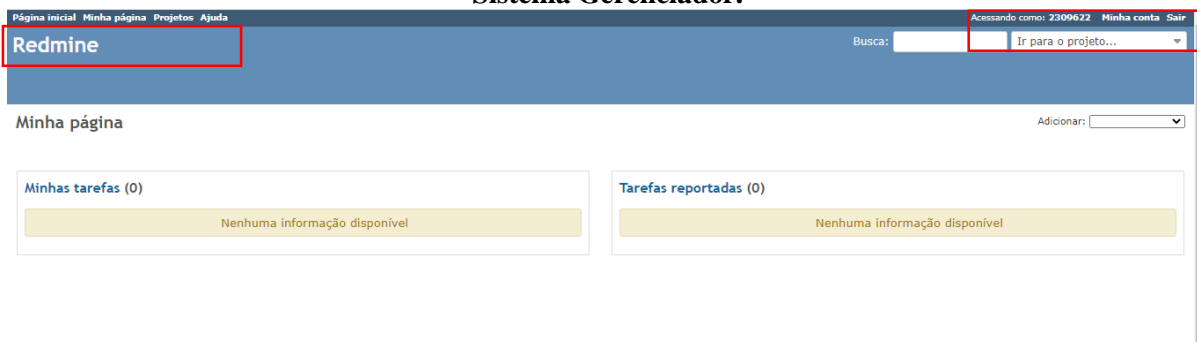 Sistema Gerenciador.
Página inicial Minha página Projetos Ajuda Acessando como: 2309622 Minha conta Sair
Redmine Busca: Ir para o projeto...
Minha página Adicionar:
Minhas tarefas (0) Tarefas reportadas (0)
Nenhuma informação disponível Nenhuma informação disponível